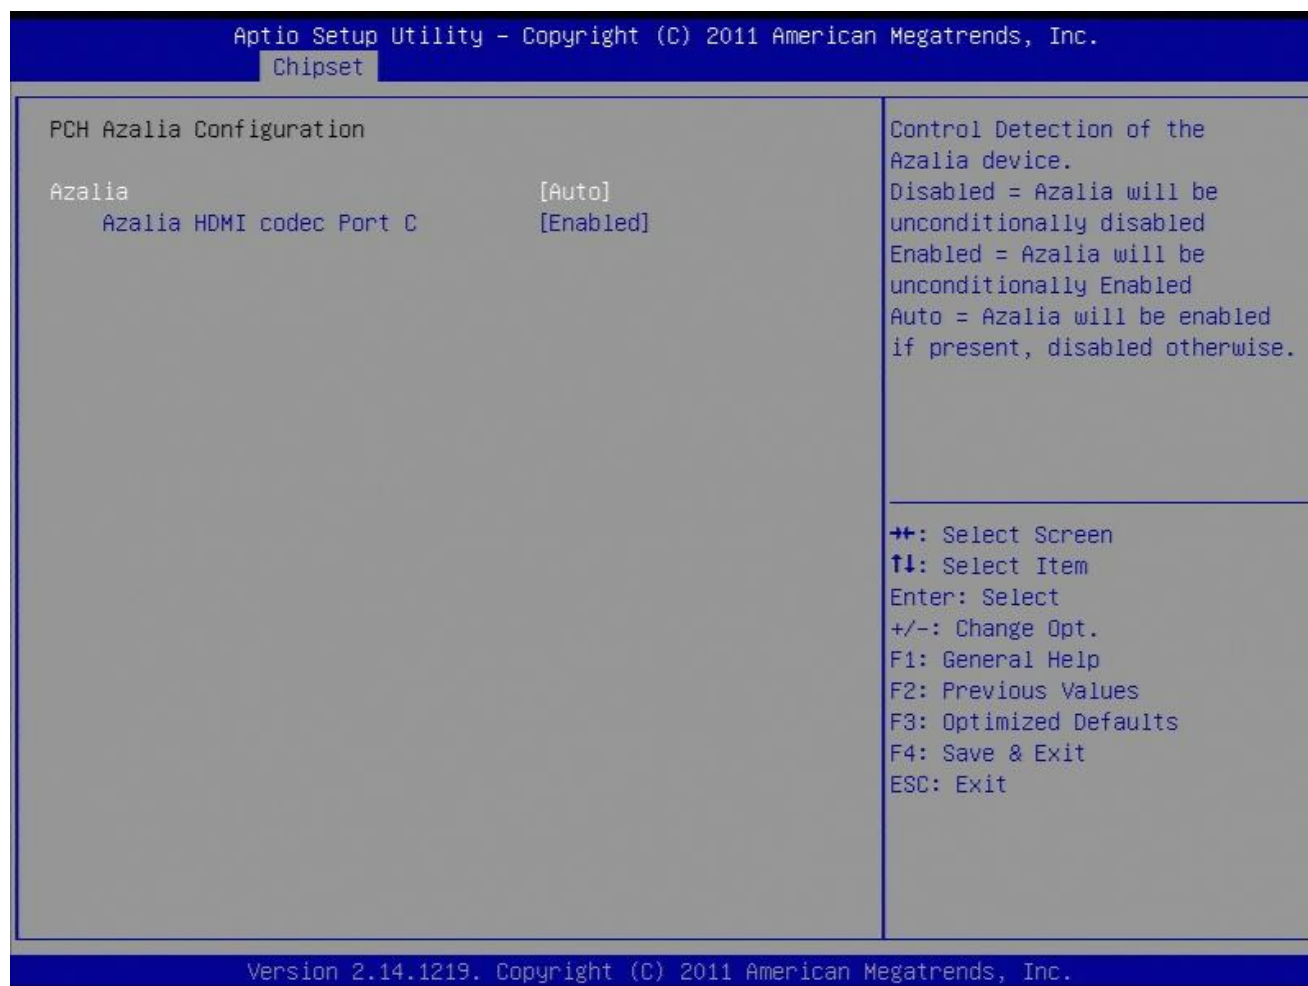 Aptio Setup Utility – Copyright (C) 2011 American Megatrends, Inc.
Chipset
PCH Azalia Configuration
Azalia [Auto]
Azalia HDMI codec Port C [Enabled]
Control Detection of the
Azalia device.
Disabled = Azalia will be
unconditionally disabled
Enabled = Azalia will be
unconditionally Enabled
Auto = Azalia will be enabled
if present, disabled otherwise.
→←: Select Screen
↑↓: Select Item
Enter: Select
+/-: Change Opt.
F1: General Help
F2: Previous Values
F3: Optimized Defaults
F4: Save & Exit
ESC: Exit
Version 2.14.1219. Copyright (C) 2011 American Megatrends, Inc.